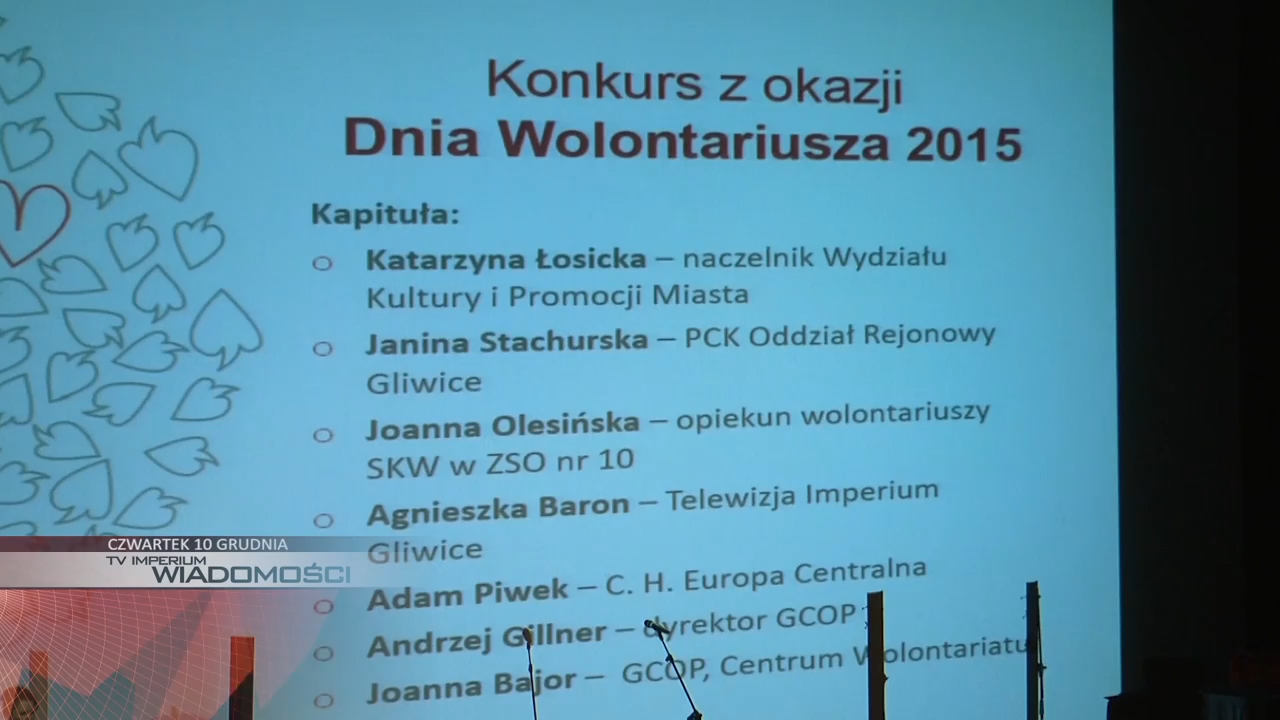 Konkurs z okazji
Dnia Wolontariusza 2015
Kapituła:
Katarzyna Łosicka – naczelnik Wydziału
Kultury i Promocji Miasta
Janina Stachurska – PCK Oddział Rejonowy
Gliwice
Joanna Olesińska – opiekun wolontariuszy
SKW w ZSO nr 10
Agnieszka Baron – Telewizja Imperium
Gliwice
Adam Piwek – C. H. Europa Centralna
Andrzej Gillner – dyrektor GCOP
Joanna Bajor – GCOP, Centrum Wolontariatu
CZWARTEK 10 GRUDNIA
TV IMPERIUM
WIADOMOŚCI